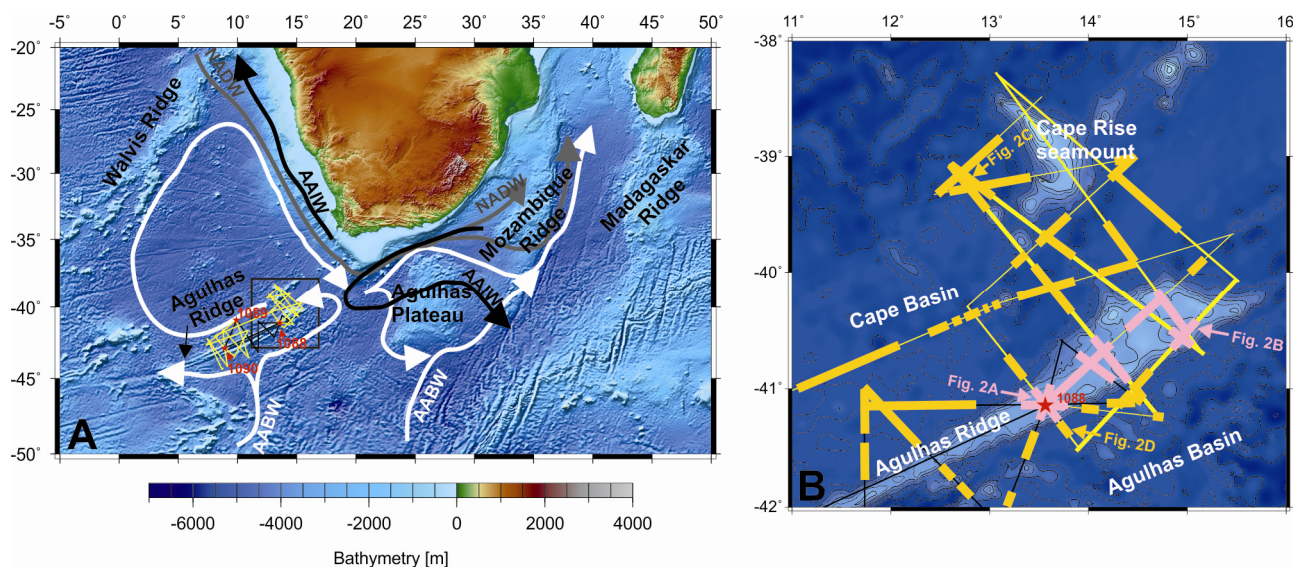 -5° 0° 5° 10° 15° 20° 25° 30° 35° 40° 45° 50°
-20°
-25°
-30°
-35°
-40°
-45°
-50°
NADW
Walvis Ridge
AAIW
NADW
Mozambique
Ridge
Madagaskar
Ridge
Agulhas
Ridge
AAIW
Agulhas
Plateau
1089
1088
1090
AABW
AABW
A
-6000 -4000 -2000 0 2000 4000
Bathymetry [m]
11° 12° 13° 14° 15° 16
-38°
-39°
-40°
-41°
-42°
Fig. 2C
Cape Rise
seamount
Cape Basin
Fig. 2B
Fig. 2A
1088
Fig. 2D
Agulhas Ridge
Agulhas Basin
B